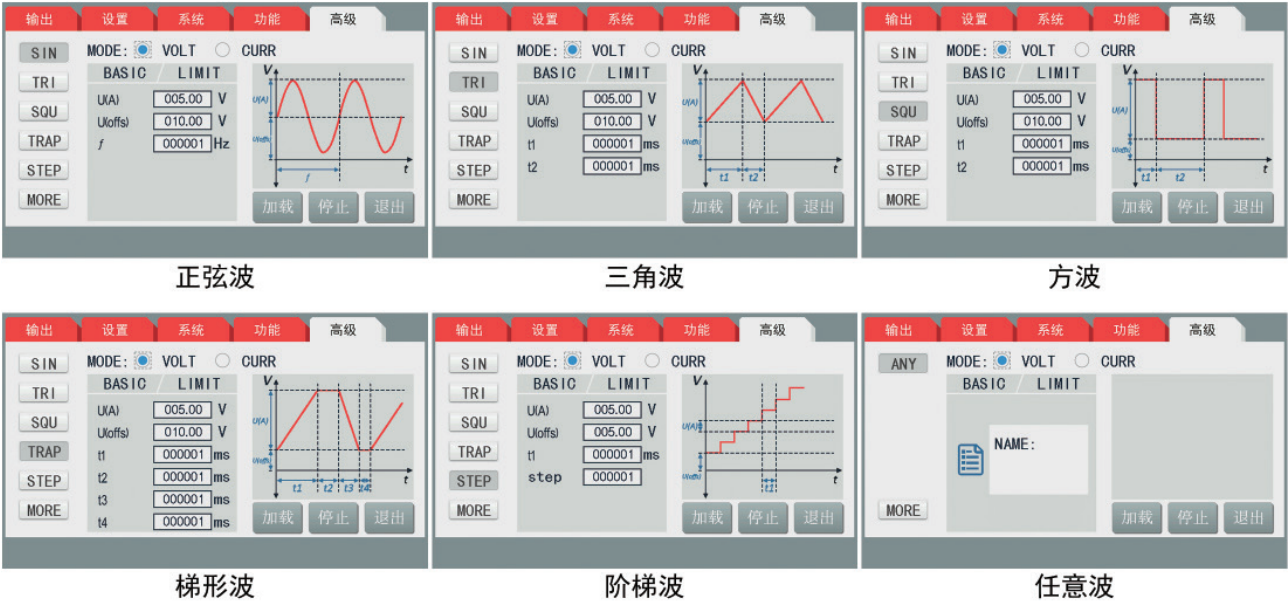 输出 设置 系统 功能 高级
SIN MODE: VOLT CURR
TRI BASIC / LIMIT
SQU U(A) 005.00 V
TRAP U(offs) 010.00 V
STEP f 000001 Hz
MORE
V
U(A)
U(offs)
f t
加载 停止 退出
正弦波
输出 设置 系统 功能 高级
SIN MODE: VOLT CURR
TRI BASIC / LIMIT
SQU U(A) 005.00 V
TRAP U(offs) 010.00 V
STEP t1 000001 ms
MORE t2 000001 ms
V
U(A)
U(offs)
t1 t2 t
加载 停止 退出
三角波
输出 设置 系统 功能 高级
SIN MODE: VOLT CURR
TRI BASIC / LIMIT
SQU U(A) 005.00 V
TRAP U(offs) 010.00 V
STEP t1 000001 ms
MORE t2 000001 ms
V
U(A)
U(offs)
t1 t2 t
加载 停止 退出
方波
输出 设置 系统 功能 高级
SIN MODE: VOLT CURR
TRI BASIC / LIMIT
SQU U(A) 005.00 V
TRAP U(offs) 010.00 V
STEP t1 000001 ms
MORE t2 000001 ms
t3 000001 ms
t4 000001 ms
V
U(A)
U(offs)
t1 t2 t3 t4 t
加载 停止 退出
梯形波
输出 设置 系统 功能 高级
SIN MODE: VOLT CURR
TRI BASIC / LIMIT
SQU U(A) 005.00 V
TRAP U(offs) 005.00 V
STEP t1 000001 ms
MORE step 000001
V
U(A)
U(offs)
t1 t
加载 停止 退出
阶梯波
输出 设置 系统 功能 高级
ANY MODE: VOLT CURR
BASIC / LIMIT
NAME:
MORE
加载 停止 退出
任意波